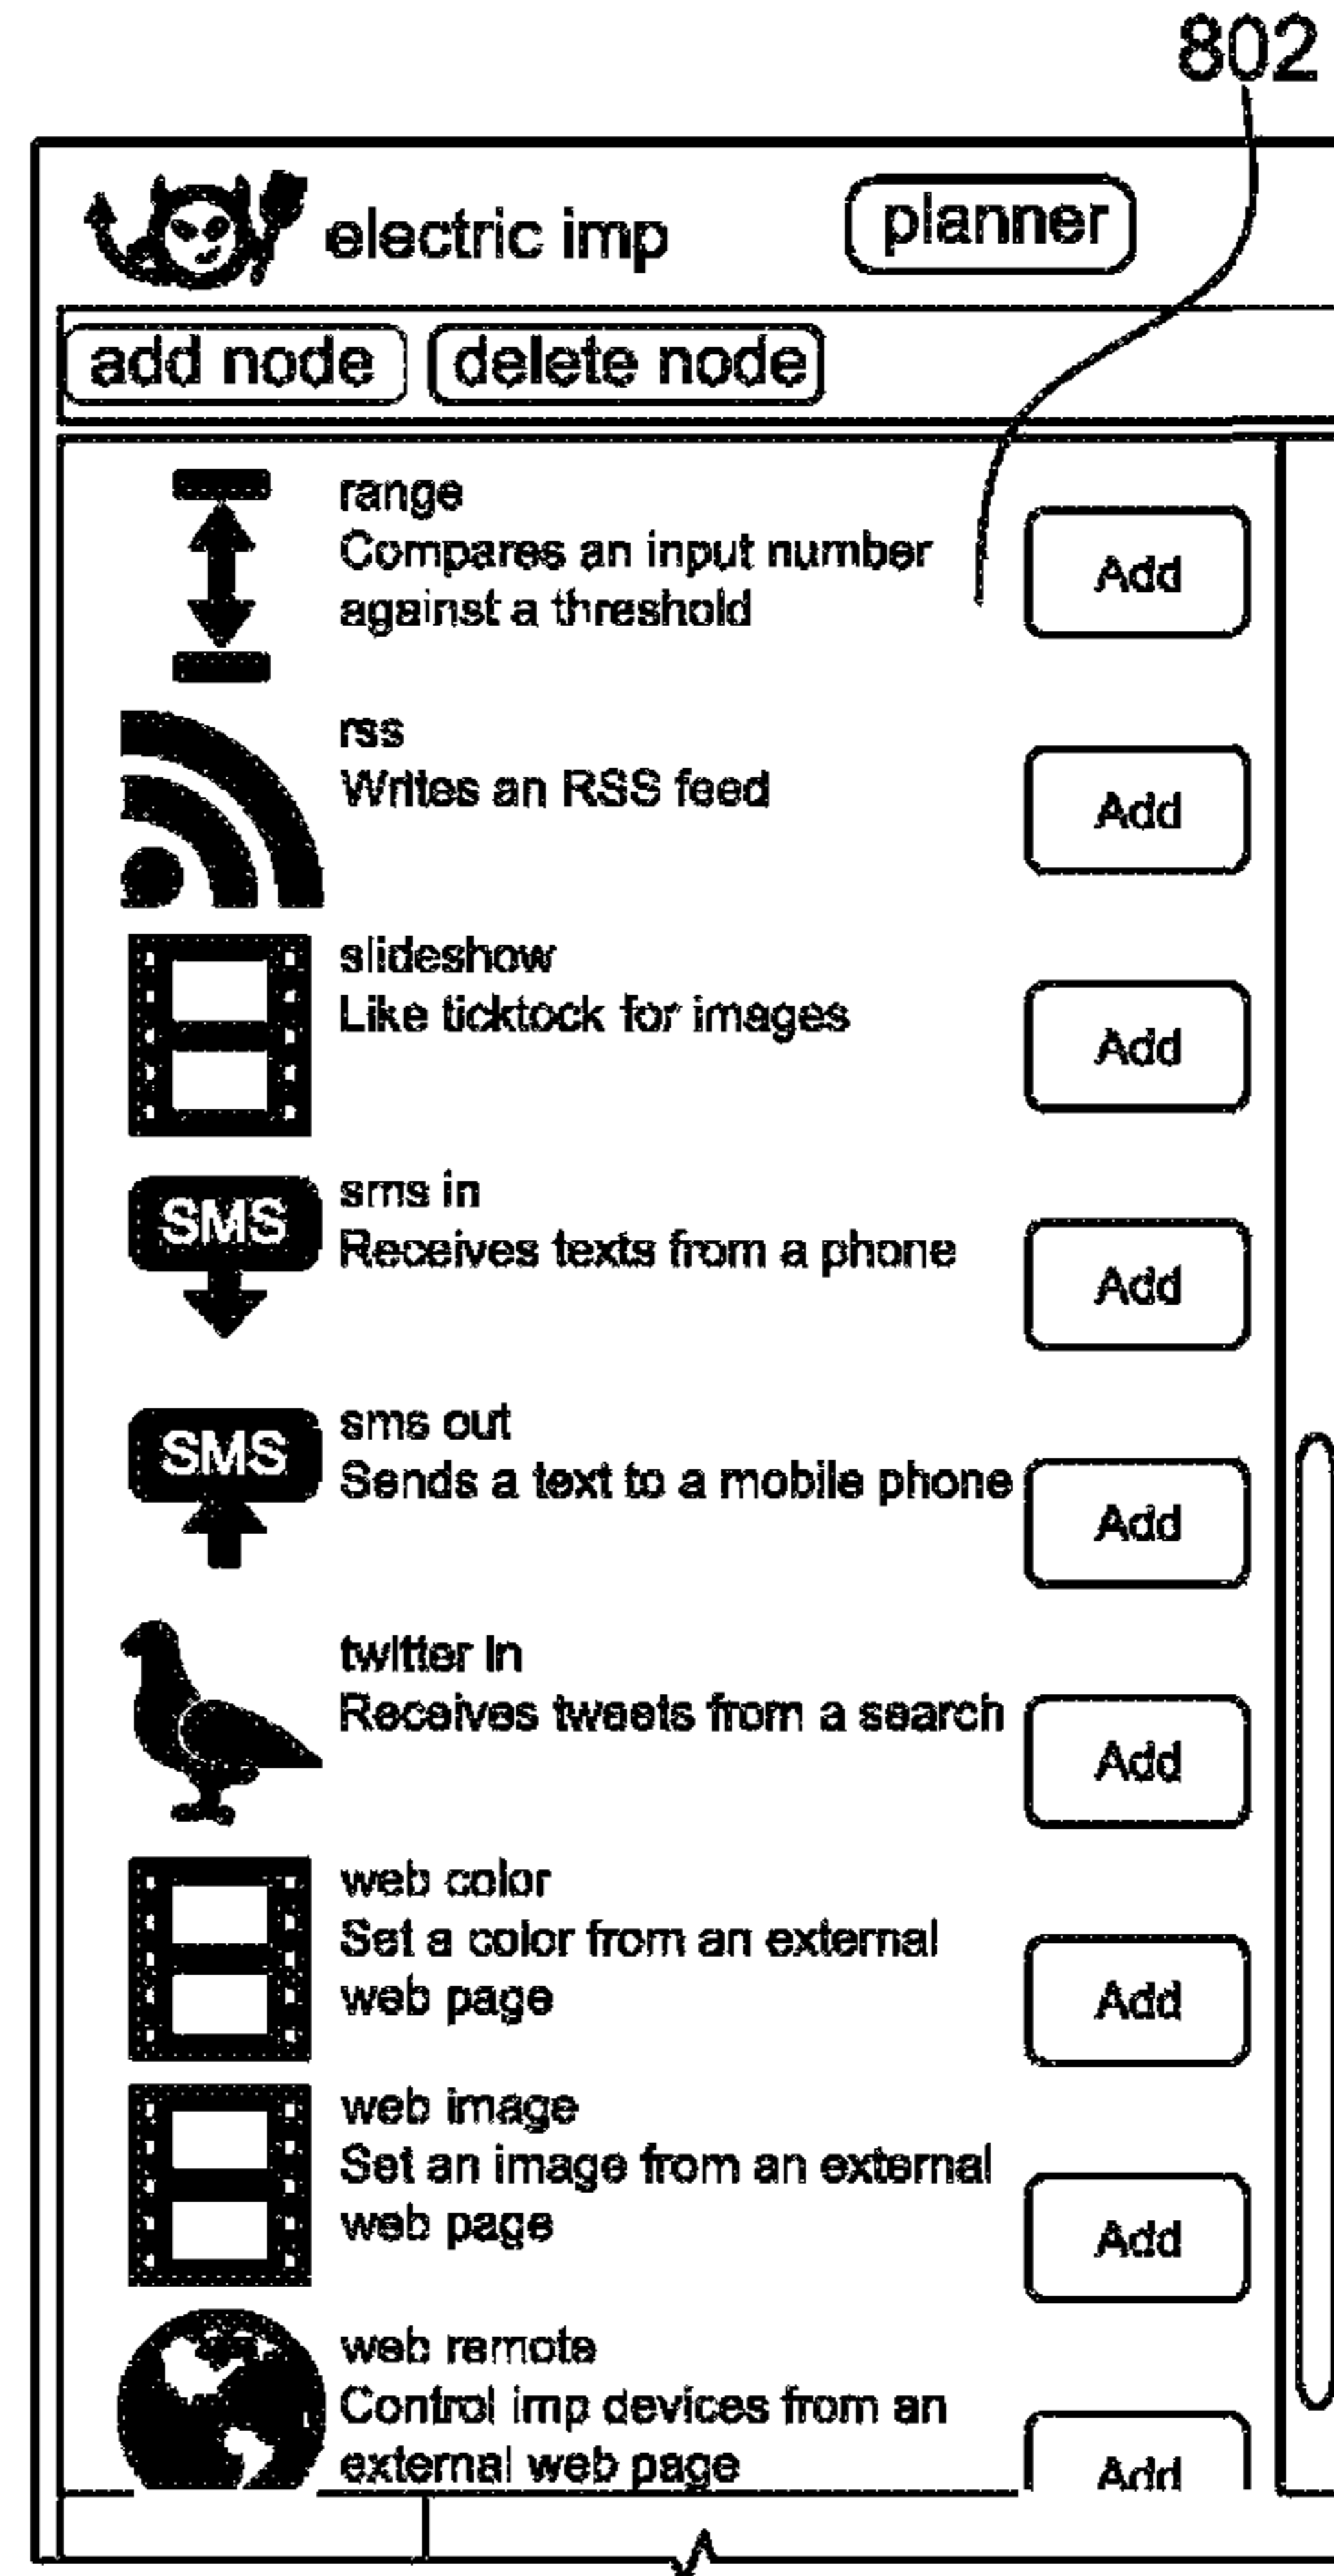 802
electric imp
planner
add node
delete node
range
Compares an input number
against a threshold
Add
rss
Writes an RSS feed
Add
slideshow
Like ticktock for images
Add
SMS
sms in
Receives texts from a phone
Add
SMS
sms out
Sends a text to a mobile phone
Add
twitter in
Receives tweets from a search
Add
web color
Set a color from an external
web page
Add
web image
Set an image from an external
web page
Add
web remote
Control imp devices from an
external web page
Add